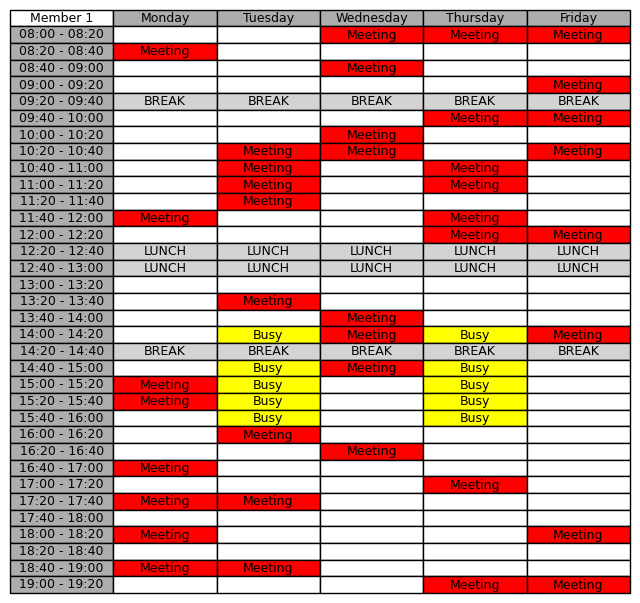 Member 1 Monday Tuesday Wednesday Thursday Friday
08:00 - 08:20 Meeting Meeting Meeting
08:20 - 08:40 Meeting
08:40 - 09:00 Meeting
09:00 - 09:20 Meeting
09:20 - 09:40 BREAK BREAK BREAK BREAK BREAK
09:40 - 10:00 Meeting Meeting
10:00 - 10:20 Meeting
10:20 - 10:40 Meeting Meeting Meeting
10:40 - 11:00 Meeting Meeting
11:00 - 11:20 Meeting Meeting
11:20 - 11:40 Meeting
11:40 - 12:00 Meeting Meeting
12:00 - 12:20 Meeting Meeting
12:20 - 12:40 LUNCH LUNCH LUNCH LUNCH LUNCH
12:40 - 13:00 LUNCH LUNCH LUNCH LUNCH LUNCH
13:00 - 13:20
13:20 - 13:40 Meeting
13:40 - 14:00 Meeting
14:00 - 14:20 Busy Meeting Busy Meeting
14:20 - 14:40 BREAK BREAK BREAK BREAK BREAK
14:40 - 15:00 Busy Meeting Busy
15:00 - 15:20 Meeting Busy Busy
15:20 - 15:40 Meeting Busy Busy
15:40 - 16:00 Busy Busy
16:00 - 16:20 Meeting
16:20 - 16:40 Meeting
16:40 - 17:00 Meeting
17:00 - 17:20 Meeting
17:20 - 17:40 Meeting Meeting
17:40 - 18:00
18:00 - 18:20 Meeting Meeting
18:20 - 18:40
18:40 - 19:00 Meeting Meeting
19:00 - 19:20 Meeting Meeting